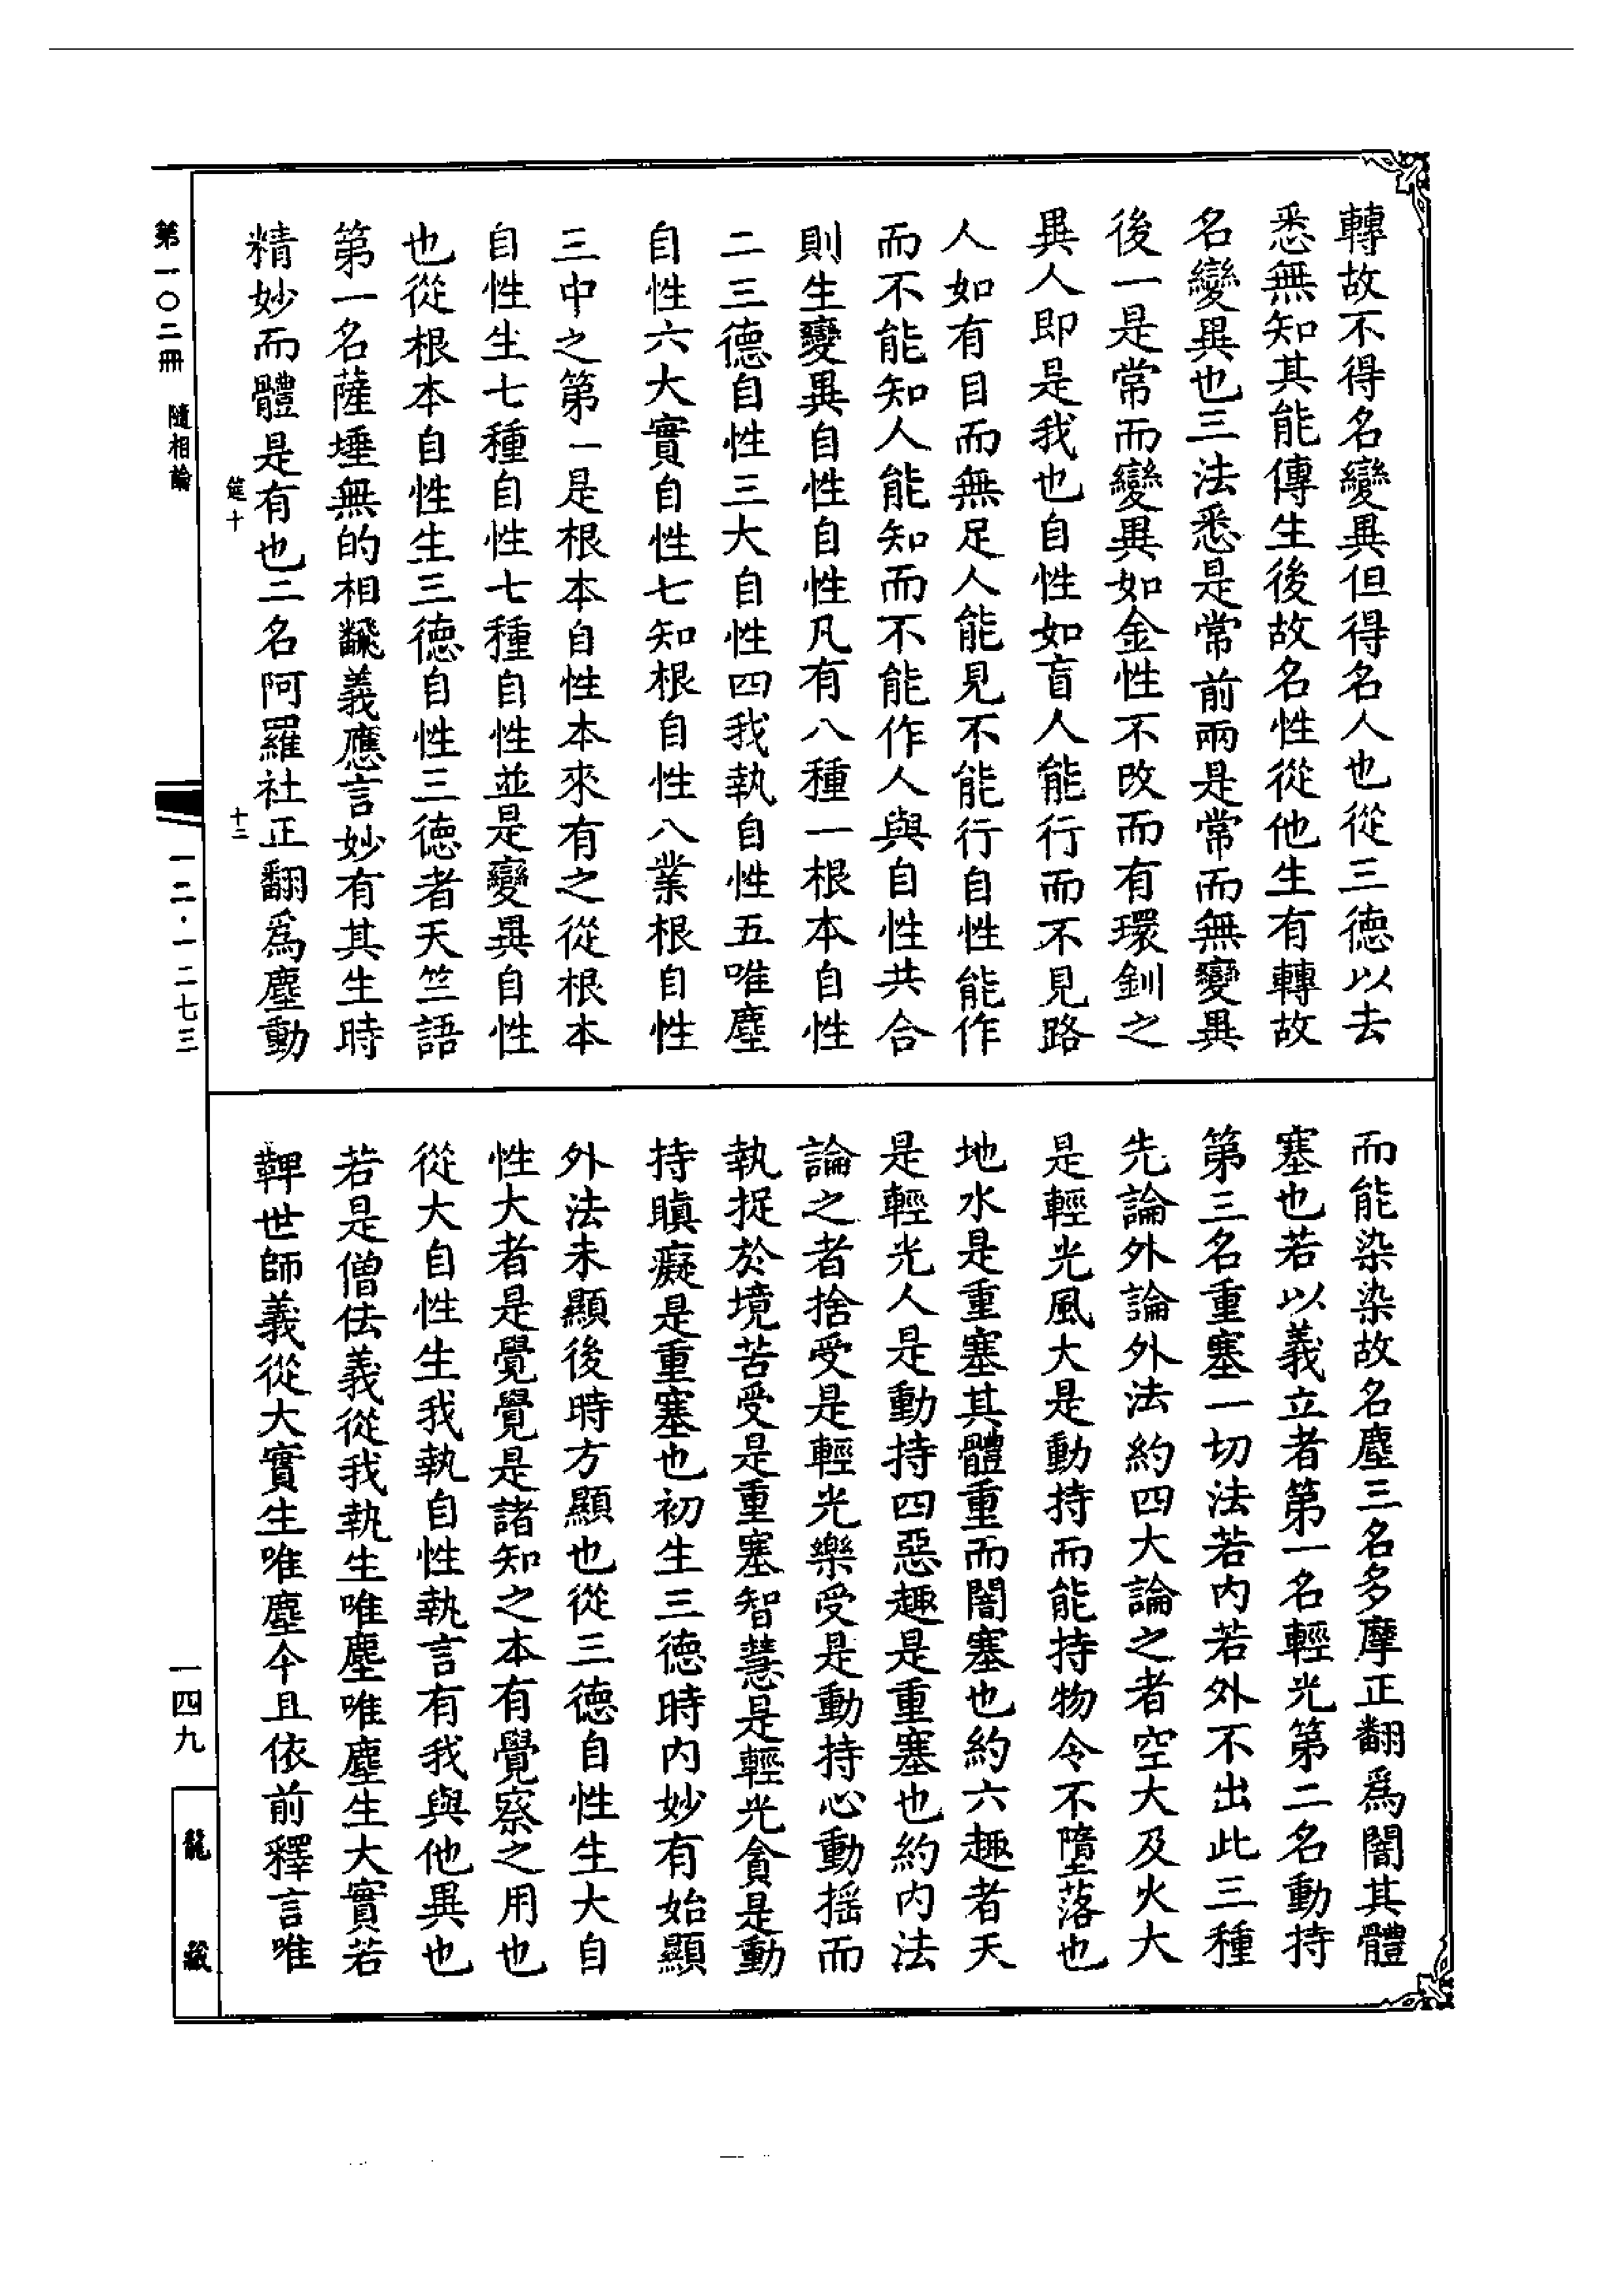 轉故不得名變異但得名人也從三德以去
悉無知其能傳生後故名性從他生有轉故
名變異也三法悉是常前兩是常而無變異
後一是常而變異如金性不改而有環釧之
異人即是我也自性如盲人能行而不見路
人如有目而無足人能見不能行自性能作
而不能知人能知而不能作人與自性共合
則生變異自性自性凡有八種一根本自性
二三德自性三大自性四我執自性五唯塵
自性六大實自性七知根自性八業根自性
三中之第一是根本自性本來有之從根本
自性生七種自性七種自性並是變異自性
也從根本自性生三德自性三德者天竺語
第一名薩埵無的相飜義應言妙有其生時
精妙而體是有也二名阿羅社正翻爲塵動
而能染染故名塵三名多摩正翻爲闇其體
塞也若以義立者第一名輕光第二名動持
第三名重塞一切法若內若外不出此三種
先論外論外法約四大論之者空大及火大
是輕光風大是動持而能持物令不墮落也
地水是重塞其體重而闇塞也約六趣者天
是輕光人是動持四惡趣是重塞也約內法
論之者捨受是輕光樂受是動持心動搖而
執捉於境苦受是重塞智慧是輕光貪是動
持瞋癡是重塞也初生三德時內妙有始顯
外法未顯後時方顯也從三德自性生大自
性大者是覺覺是諸知之本有覺察之用也
從大自性生我執自性執言有我與他異也
若是僧佉義從我執生唯塵唯塵生大實若
鞞世師義從大實生唯塵今且依前釋言唯
第一〇二冊 隨相論
筵十 十二
一二·一二七三
一四九
龍藏